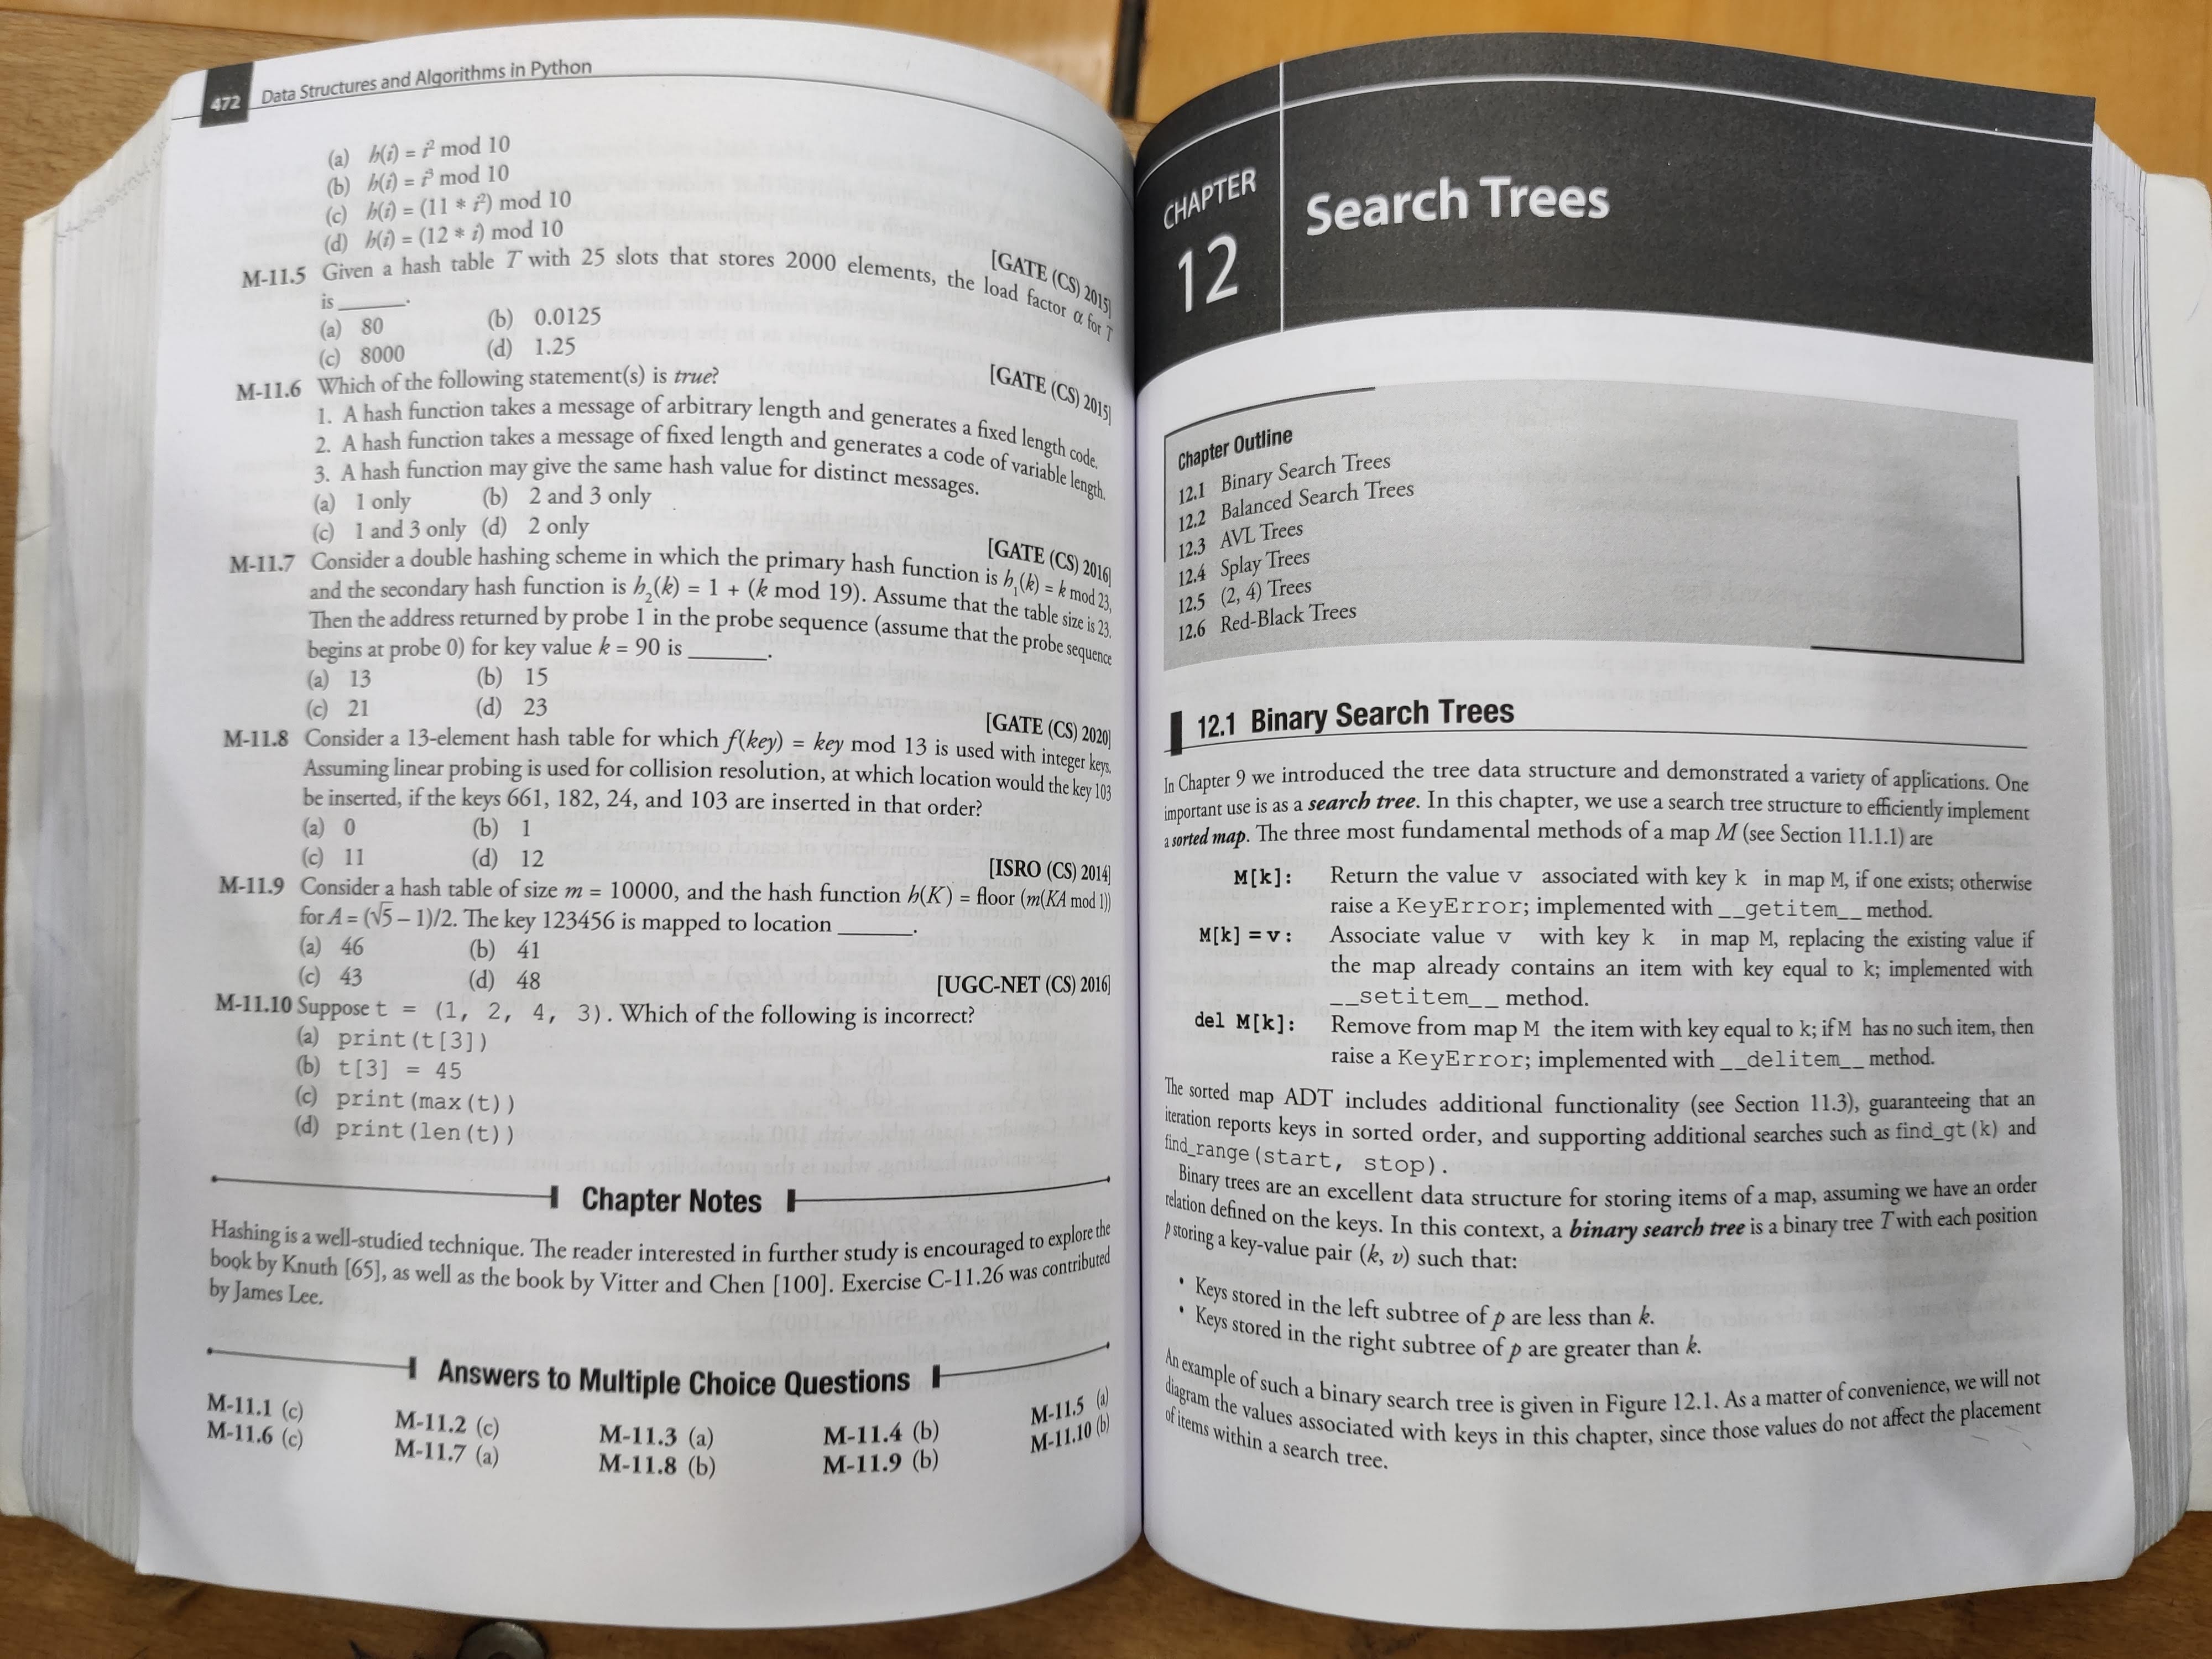 472 Data Structures and Algorithms in Python
(a) h(i) = i² mod 10
(b) h(i) = i³ mod 10
(c) h(i) = (11 * i²) mod 10
(d) h(i) = (12 * i) mod 10
[GATE (CS) 2015]
M-11.5 Given a hash table T with 25 slots that stores 2000 elements, the load factor α for T
is ______.
(a) 80 (b) 0.0125
(c) 8000 (d) 1.25
[GATE (CS) 2015]
M-11.6 Which of the following statement(s) is true?
1. A hash function takes a message of arbitrary length and generates a fixed length code.
2. A hash function takes a message of fixed length and generates a code of variable length.
3. A hash function may give the same hash value for distinct messages.
(a) 1 only (b) 2 and 3 only
(c) 1 and 3 only (d) 2 only
[GATE (CS) 2016]
M-11.7 Consider a double hashing scheme in which the primary hash function is h₁(k) = k mod 23,
and the secondary hash function is h₂(k) = 1 + (k mod 19). Assume that the table size is 23.
Then the address returned by probe 1 in the probe sequence (assume that the probe sequence
begins at probe 0) for key value k = 90 is ______.
(a) 13 (b) 15
(c) 21 (d) 23
[GATE (CS) 2020]
M-11.8 Consider a 13-element hash table for which f(key) = key mod 13 is used with integer keys.
Assuming linear probing is used for collision resolution, at which location would the key 103
be inserted, if the keys 661, 182, 24, and 103 are inserted in that order?
(a) 0 (b) 1
(c) 11 (d) 12
[ISRO (CS) 2014]
M-11.9 Consider a hash table of size m = 10000, and the hash function h(K) = floor (m(KA mod 1))
for A = (√5 – 1)/2. The key 123456 is mapped to location ______.
(a) 46 (b) 41
(c) 43 (d) 48
[UGC-NET (CS) 2016]
M-11.10 Suppose t = (1, 2, 4, 3). Which of the following is incorrect?
(a) print(t[3])
(b) t[3] = 45
(c) print(max(t))
(d) print(len(t))
Chapter Notes
Hashing is a well-studied technique. The reader interested in further study is encouraged to explore the
book by Knuth [65], as well as the book by Vitter and Chen [100]. Exercise C-11.26 was contributed
by James Lee.
Answers to Multiple Choice Questions
M-11.1 (c) M-11.2 (c) M-11.3 (a) M-11.4 (b) M-11.5 (a)
M-11.6 (c) M-11.7 (a) M-11.8 (b) M-11.9 (b) M-11.10 (b)
CHAPTER
12
Search Trees
Chapter Outline
12.1 Binary Search Trees
12.2 Balanced Search Trees
12.3 AVL Trees
12.4 Splay Trees
12.5 (2, 4) Trees
12.6 Red-Black Trees
12.1 Binary Search Trees
In Chapter 9 we introduced the tree data structure and demonstrated a variety of applications. One
important use is as a search tree. In this chapter, we use a search tree structure to efficiently implement
a sorted map. The three most fundamental methods of a map M (see Section 11.1.1) are
M[k]: Return the value v associated with key k in map M, if one exists; otherwise
raise a KeyError; implemented with __getitem__ method.
M[k] = v: Associate value v with key k in map M, replacing the existing value if
the map already contains an item with key equal to k; implemented with
__setitem__ method.
del M[k]: Remove from map M the item with key equal to k; if M has no such item, then
raise a KeyError; implemented with __delitem__ method.
The sorted map ADT includes additional functionality (see Section 11.3), guaranteeing that an
iteration reports keys in sorted order, and supporting additional searches such as find_gt(k) and
find_range(start, stop).
Binary trees are an excellent data structure for storing items of a map, assuming we have an order
relation defined on the keys. In this context, a binary search tree is a binary tree T with each position
p storing a key-value pair (k, v) such that:
• Keys stored in the left subtree of p are less than k.
• Keys stored in the right subtree of p are greater than k.
An example of such a binary search tree is given in Figure 12.1. As a matter of convenience, we will not
diagram the values associated with keys in this chapter, since those values do not affect the placement
of items within a search tree.